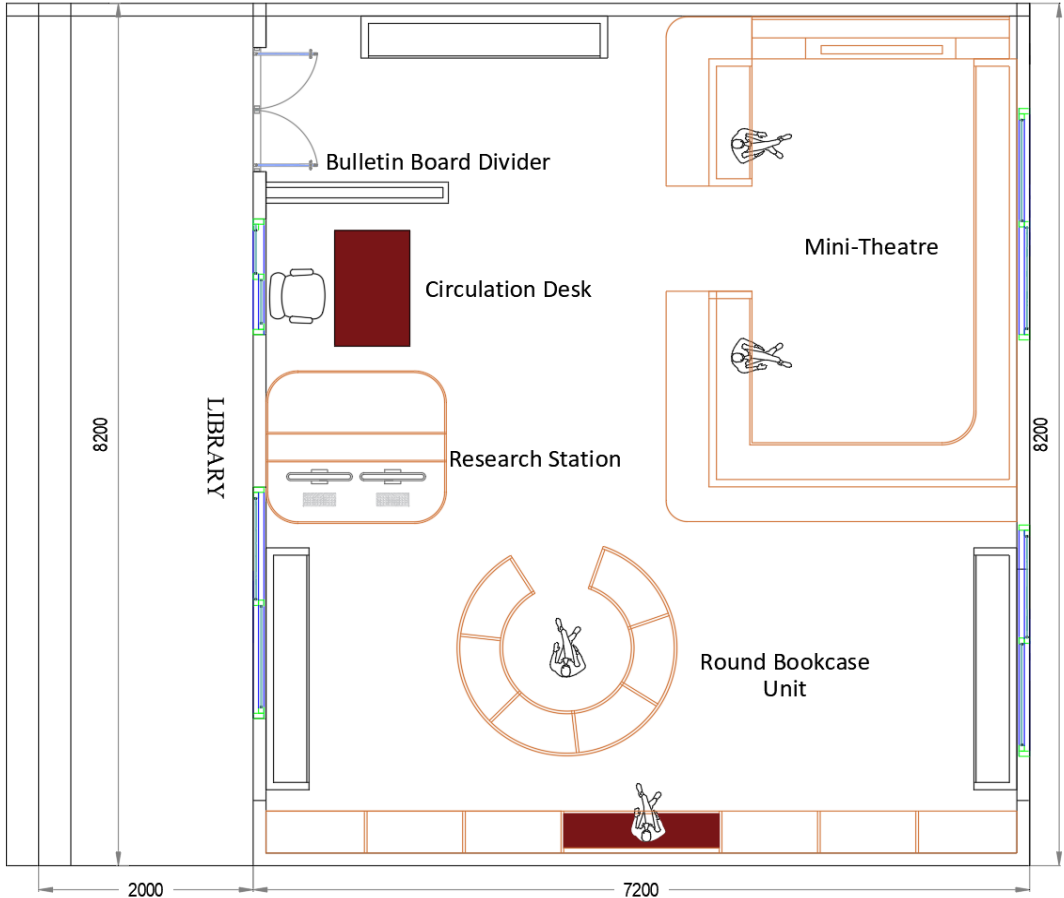 Bulletin Board Divider
Mini-Theatre
Circulation Desk
LIBRARY
8200
8200
Research Station
Round Bookcase
Unit
2000
7200